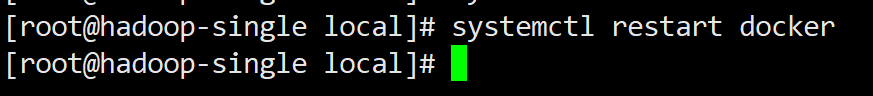 [root@hadoop-single local]# systemctl restart docker
[root@hadoop-single local]#